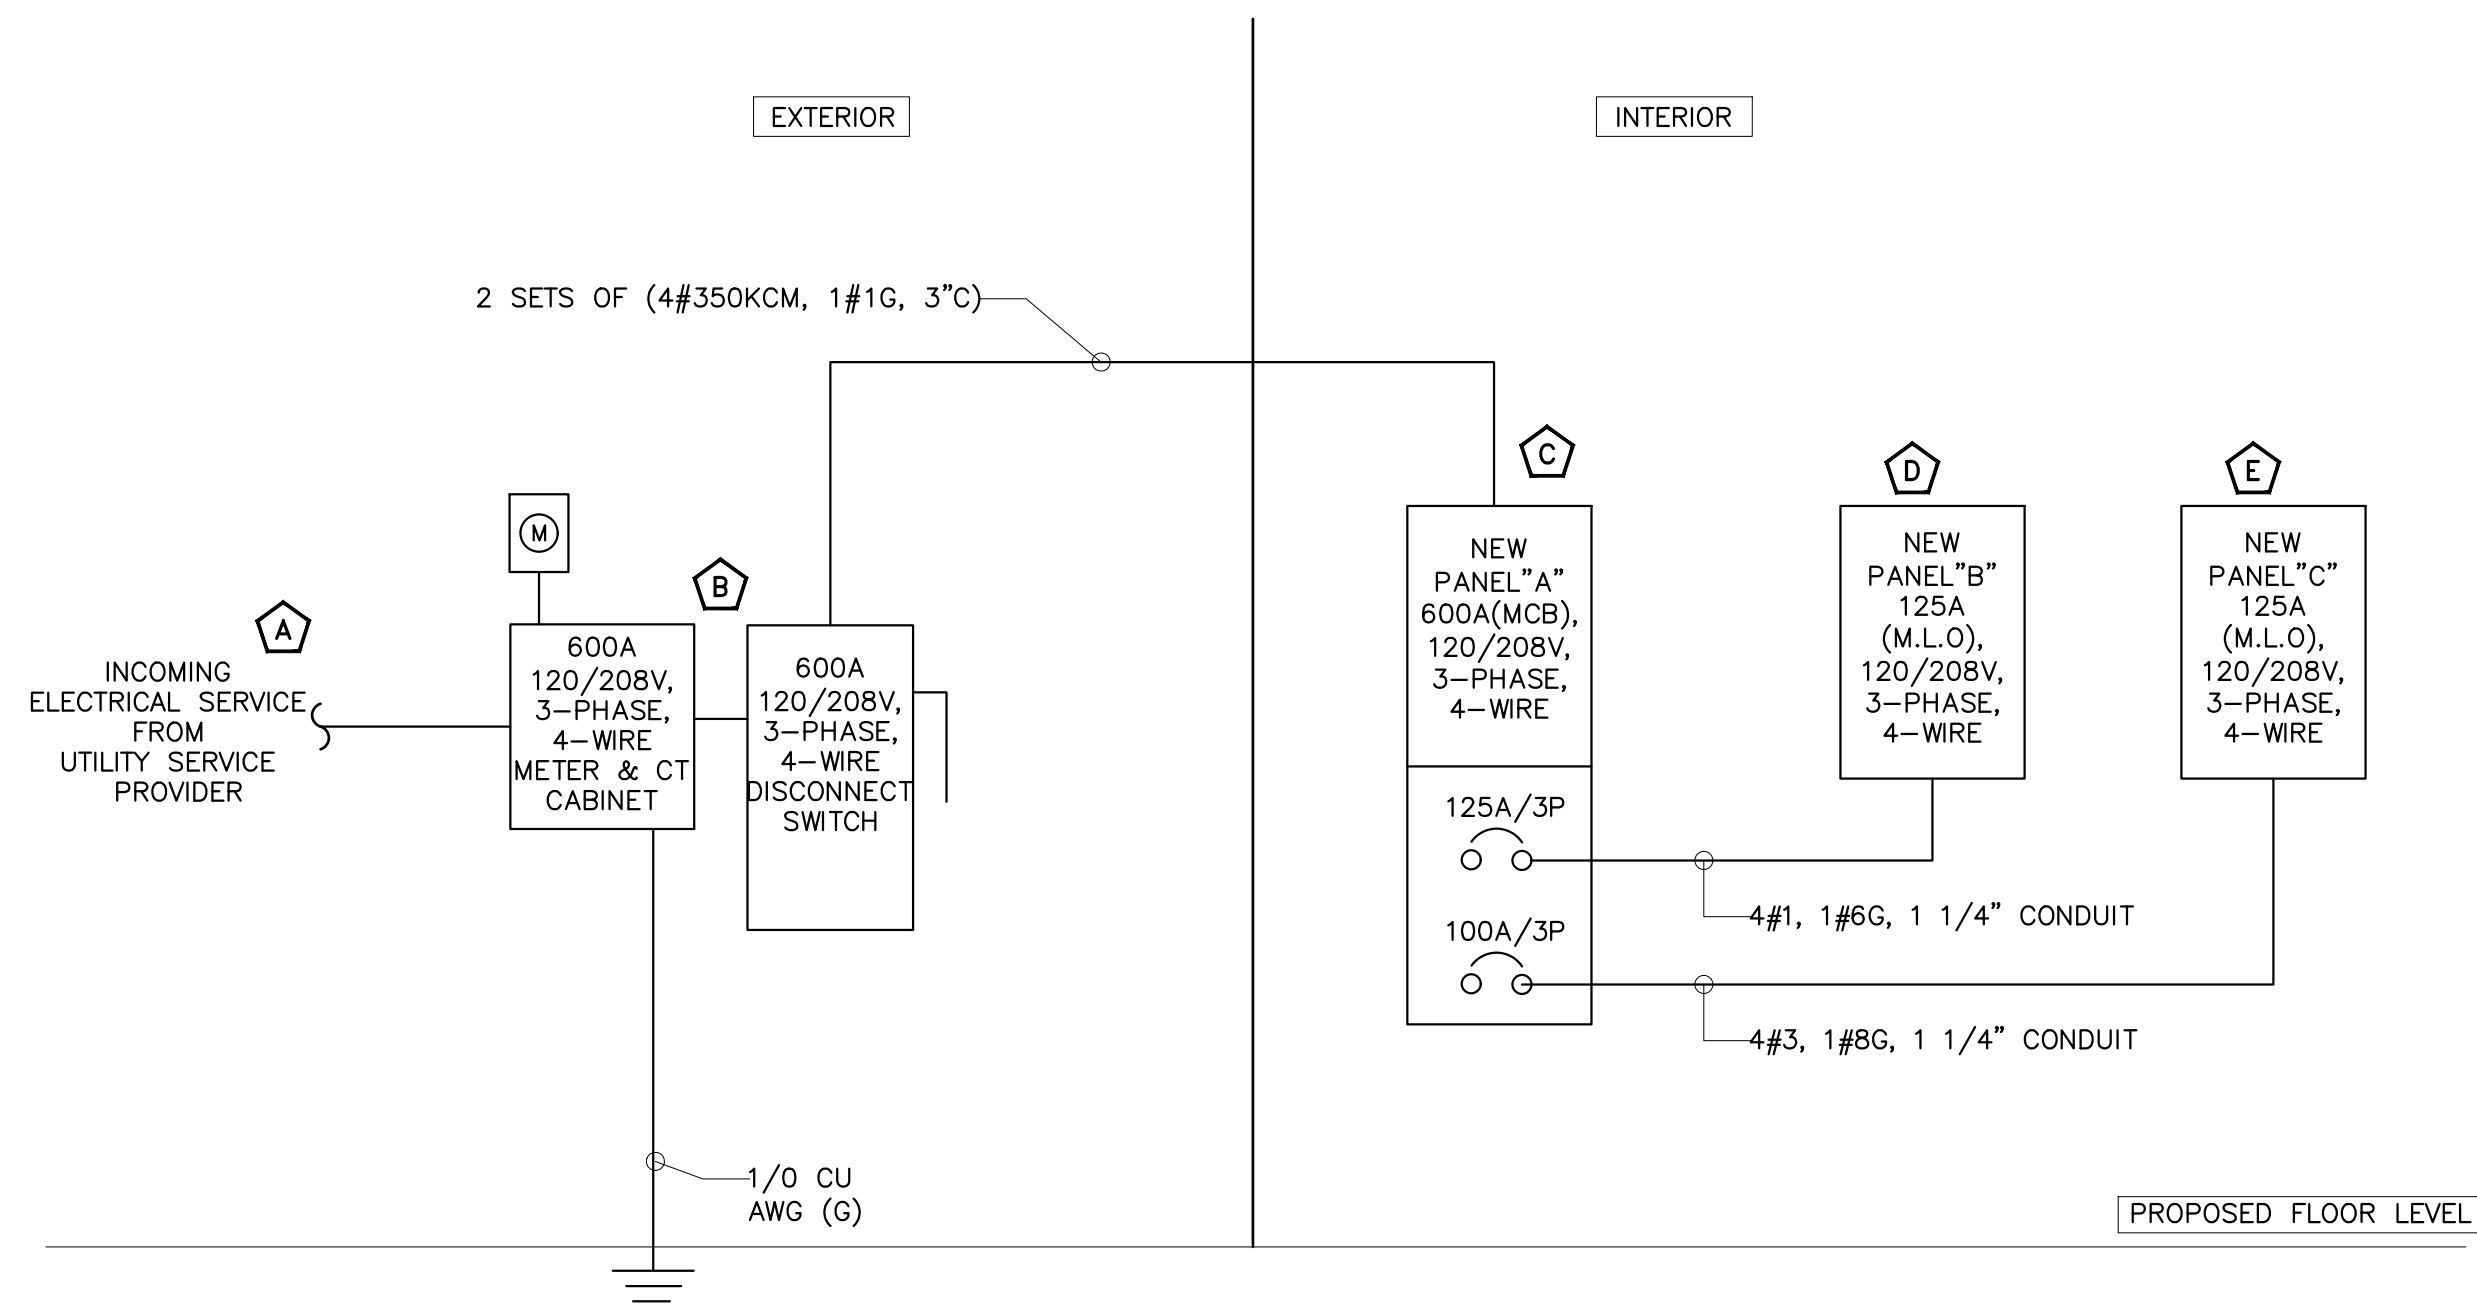 EXTERIOR
INTERIOR
2 SETS OF (4#350KCM, 1#1G, 3”C)
A
INCOMING
ELECTRICAL SERVICE
FROM
UTILITY SERVICE
PROVIDER
M
600A
120/208V,
3-PHASE,
4-WIRE
METER & CT
CABINET
B
600A
120/208V,
3-PHASE,
4-WIRE
DISCONNECT
SWITCH
1/0 CU
AWG (G)
C
NEW
PANEL”A”
600A(MCB),
120/208V,
3-PHASE,
4-WIRE
125A/3P
100A/3P
D
NEW
PANEL”B”
125A
(M.L.O),
120/208V,
3-PHASE,
4-WIRE
E
NEW
PANEL”C”
125A
(M.L.O),
120/208V,
3-PHASE,
4-WIRE
4#1, 1#6G, 1 1/4” CONDUIT
4#3, 1#8G, 1 1/4” CONDUIT
PROPOSED FLOOR LEVEL